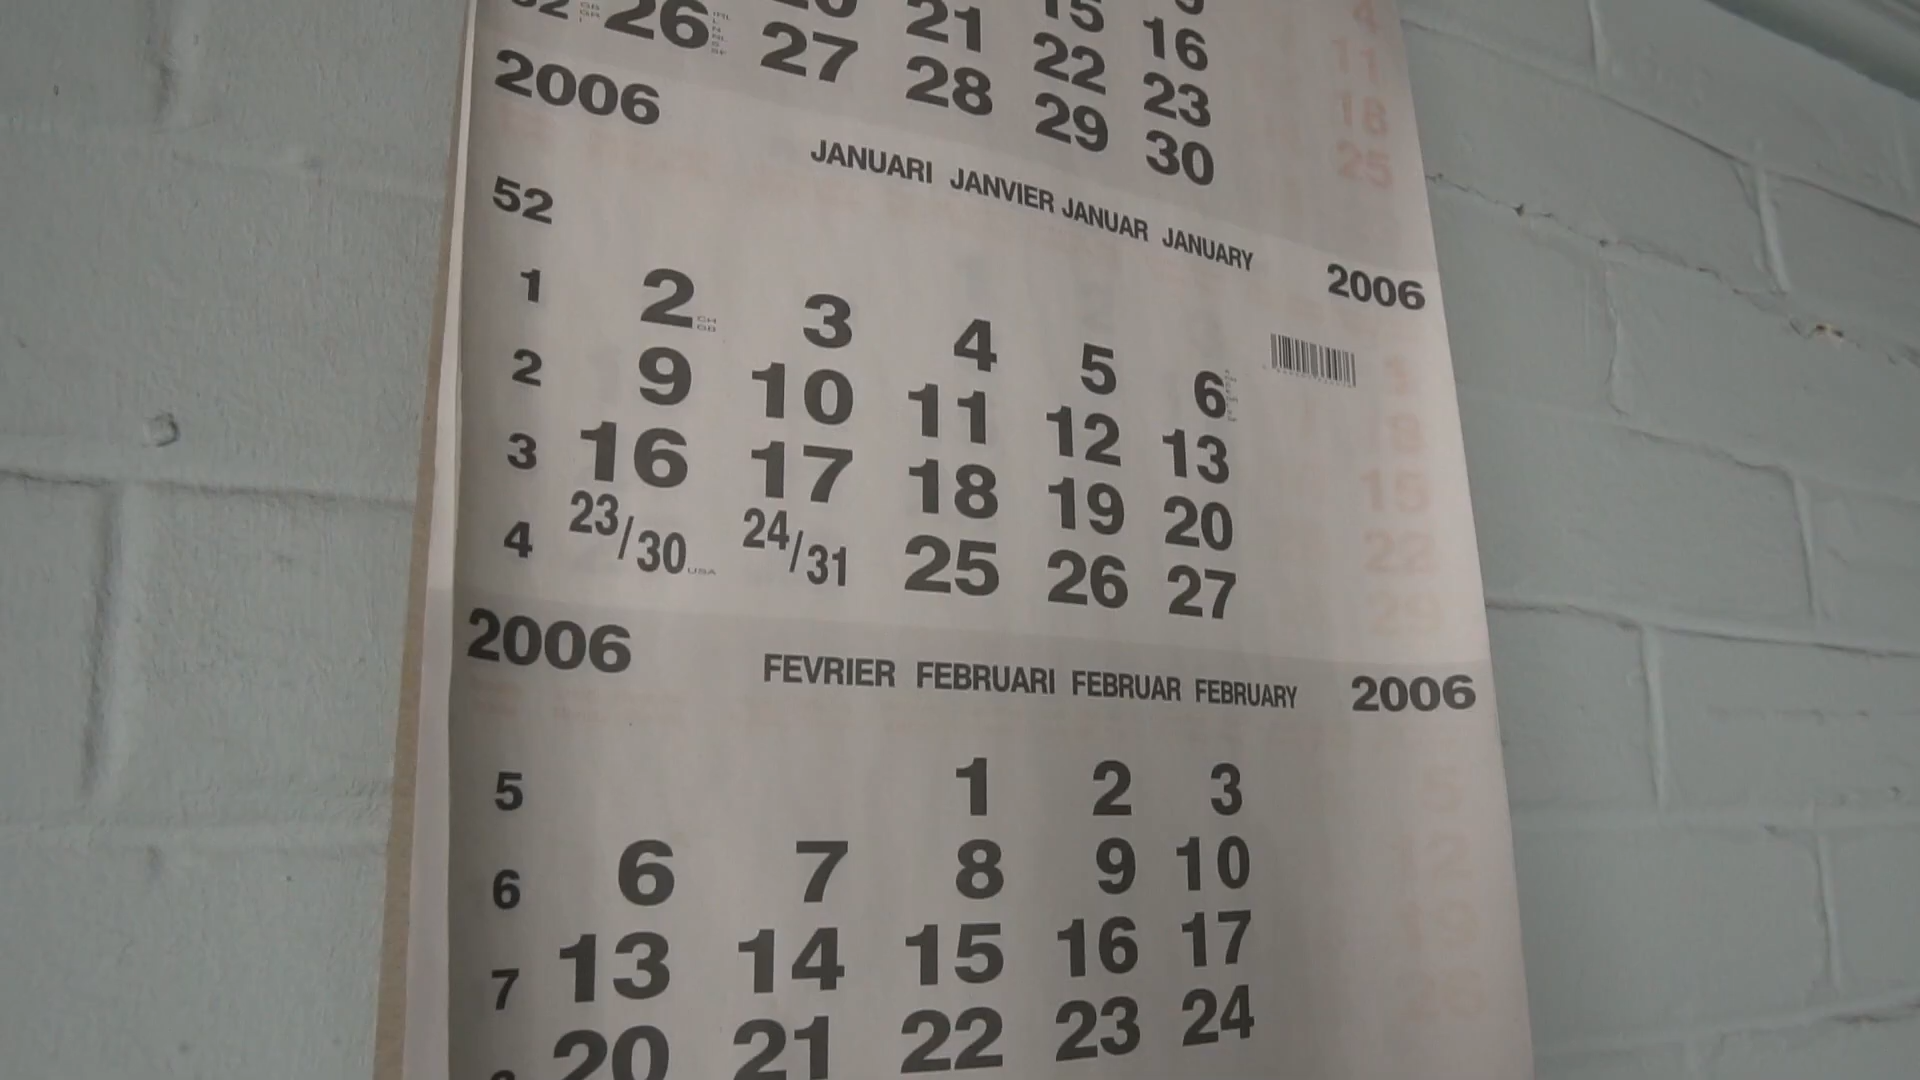 21 15 16
26 27 28 22 23
29 30
2006 JANUARI JANVIER JANUAR JANUARY 2006
52
1 2 3 4 5 6
2 9 10 11 12 13
3 16 17 18 19 20
4 23/30 USA 24/31 25 26 27
2006 FEVRIER FEBRUARI FEBRUAR FEBRUARY 2006
5 1 2 3
6 6 7 8 9 10
7 13 14 15 16 17
20 21 22 23 24